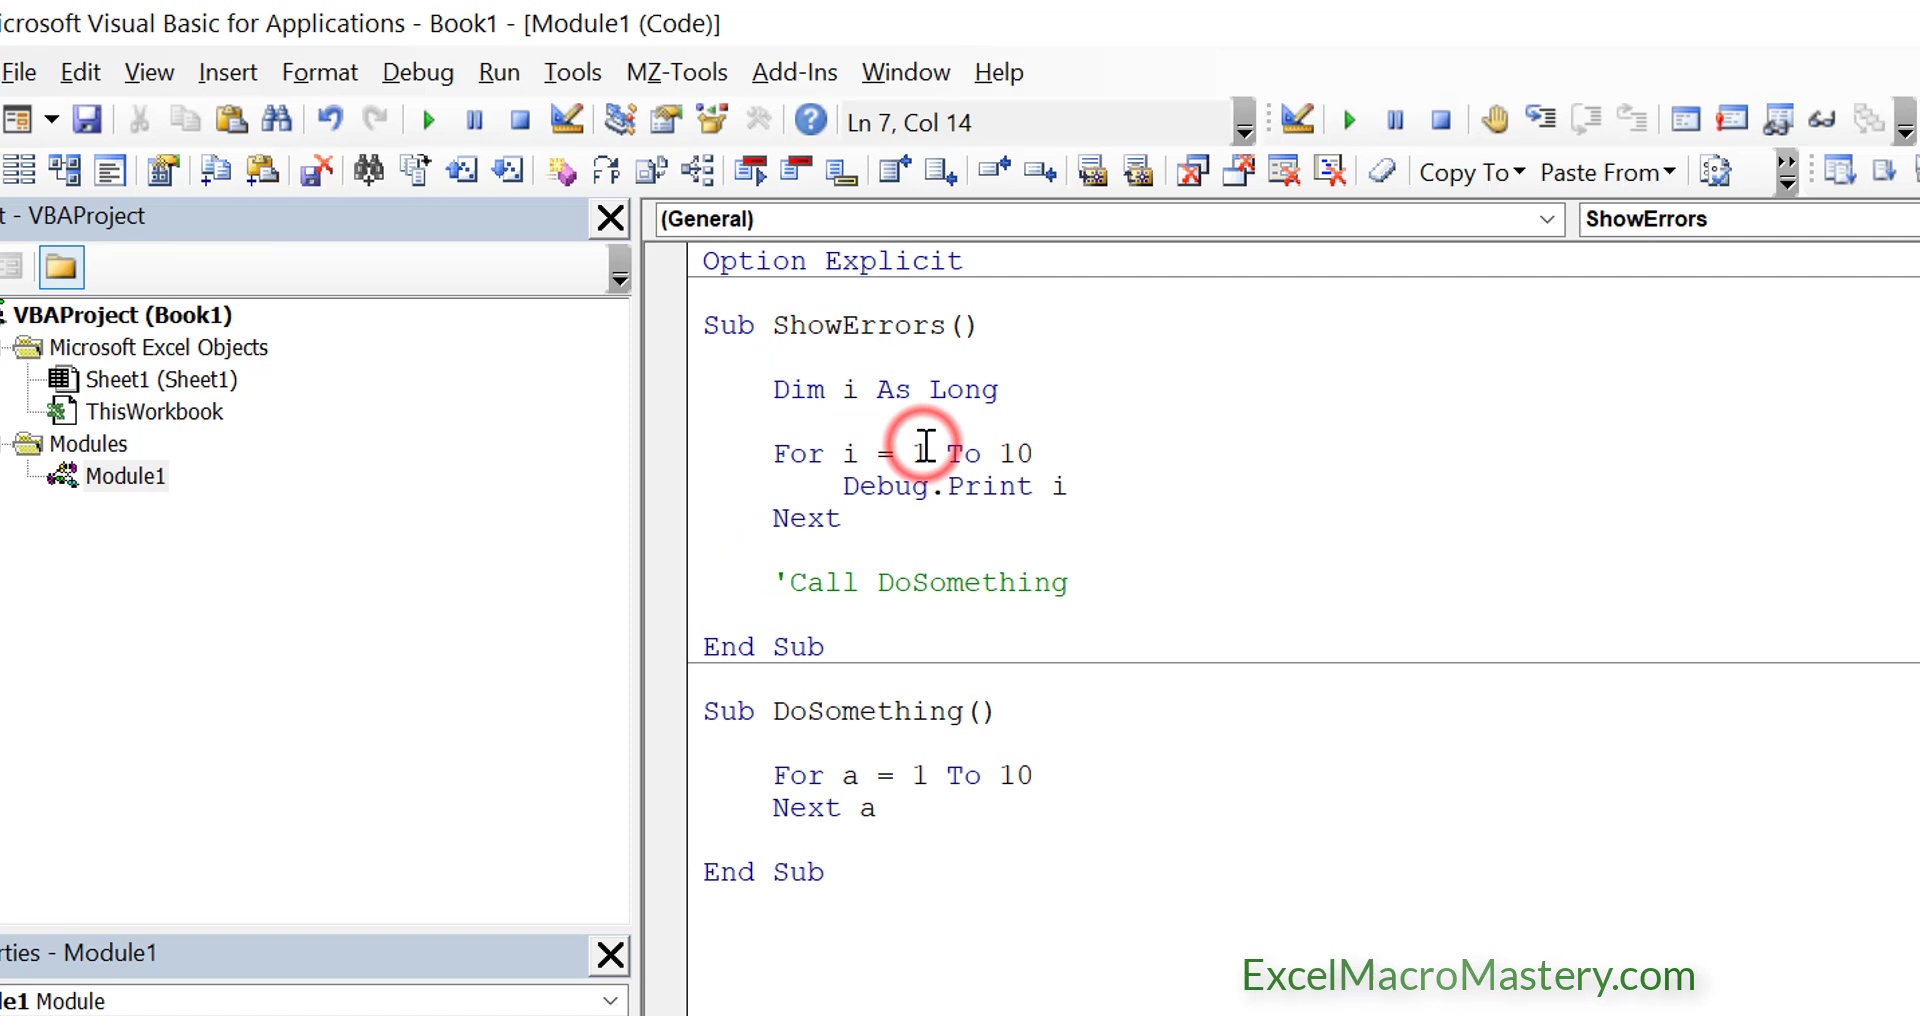 crosoft Visual Basic for Applications - Book1 - [Module1 (Code)]
File Edit View Insert Format Debug Run Tools MZ-Tools Add-Ins Window Help
Ln 7, Col 14
Copy To Paste From
t - VBAProject
(General) ShowErrors
VBAProject (Book1)
Microsoft Excel Objects
Sheet1 (Sheet1)
ThisWorkbook
Modules
Module1
Option Explicit
Sub ShowErrors()
Dim i As Long
For i = 1 To 10
Debug.Print i
Next
'Call DoSomething
End Sub
Sub DoSomething()
For a = 1 To 10
Next a
End Sub
rties - Module1
le1 Module
ExcelMacroMastery.com